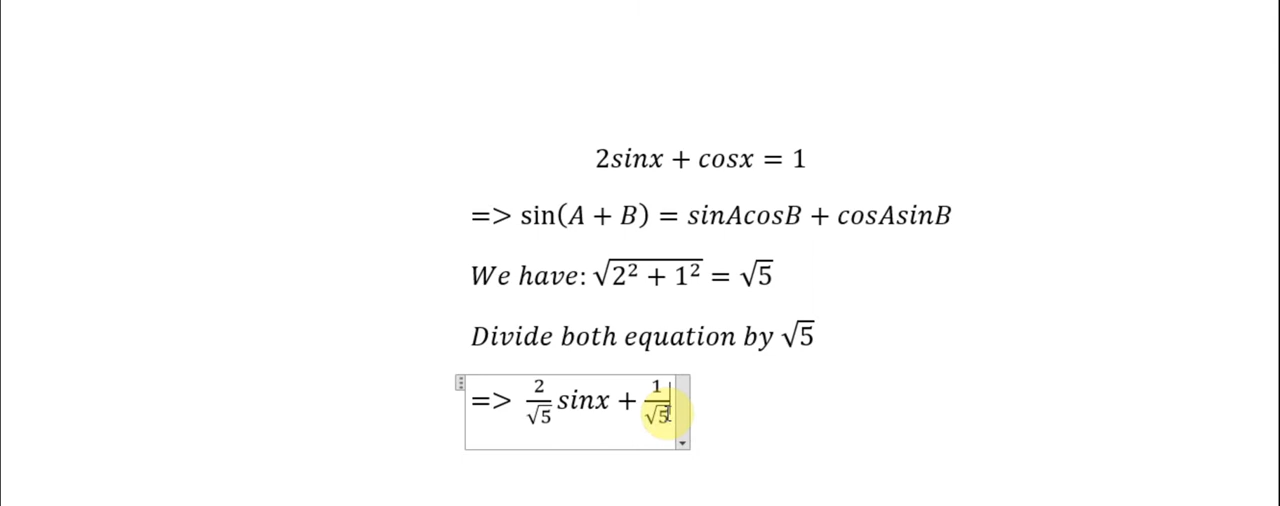 2sinx + cosx = 1
=> sin(A + B) = sinAcosB + cosAsinB
We have: √(2² + 1²) = √5
Divide both equation by √5
=> 2/√5 sinx + 1/√5